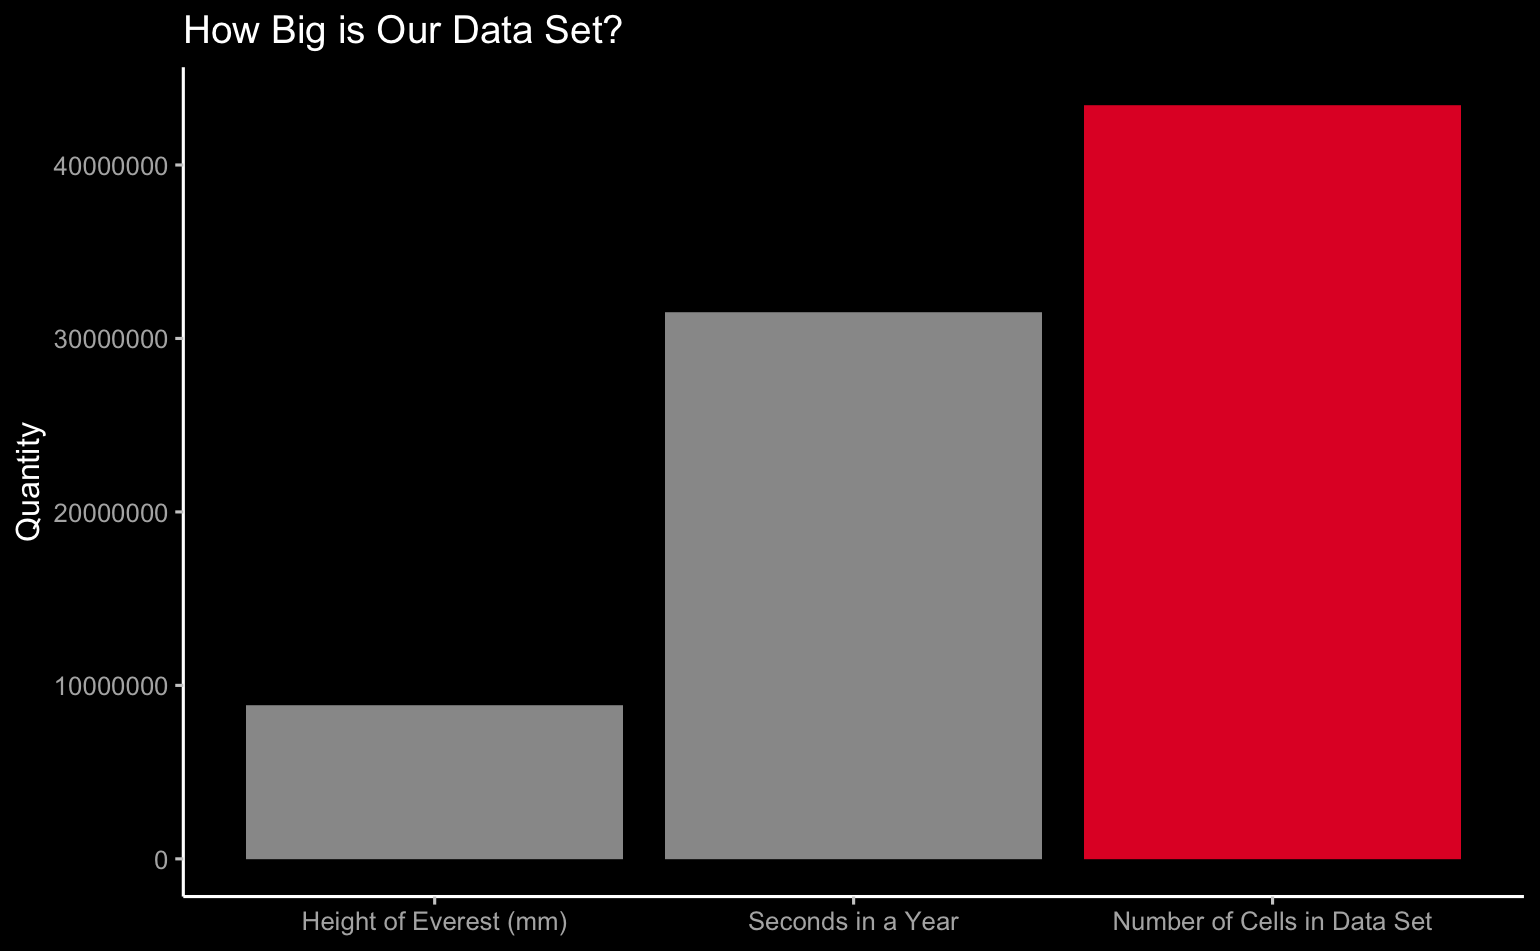 How Big is Our Data Set?
Quantity
40000000
30000000
20000000
10000000
0
Height of Everest (mm)
Seconds in a Year
Number of Cells in Data Set